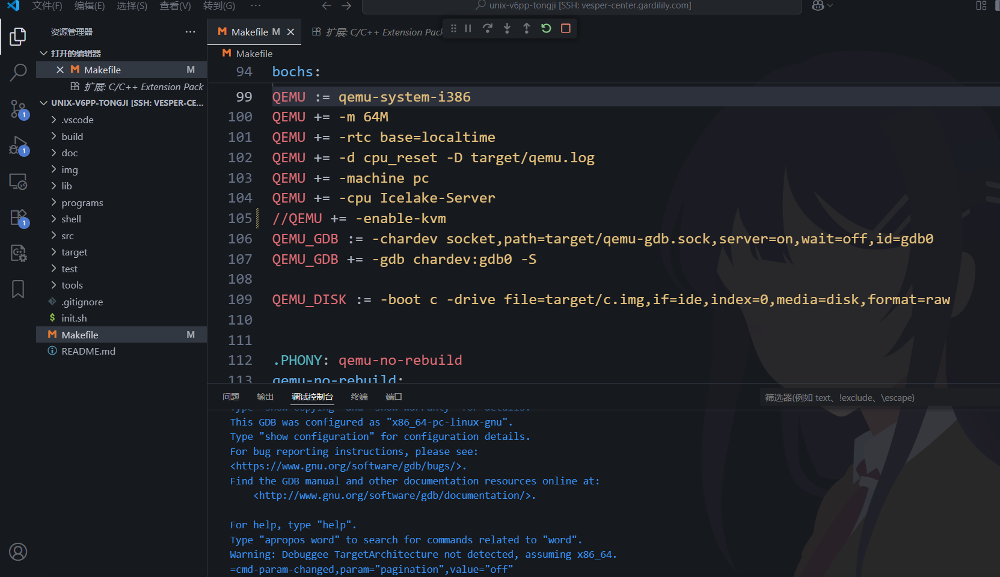 文件(F) 编辑(E) 选择(S) 查看(V) 转到(G) ···
unix-v6pp-tongji [SSH: vesper-center.gardilily.com]
资源管理器 ···
Makefile M
扩展: C/C++ Extension Pack
打开的编辑器
Makefile M
扩展: C/C++ Extension Pack
UNIX-V6PP-TONGJI [SSH: VESPER-CE...
.vscode
build
doc
img
lib
programs
shell
src
target
test
tools
.gitignore
$ init.sh
Makefile M
README.md
1
1
1
Makefile
94 bochs:
99 QEMU := qemu-system-i386
100 QEMU += -m 64M
101 QEMU += -rtc base=localtime
102 QEMU += -d cpu_reset -D target/qemu.log
103 QEMU += -machine pc
104 QEMU += -cpu Icelake-Server
105 //QEMU += -enable-kvm
106 QEMU_GDB := -chardev socket,path=target/qemu-gdb.sock,server=on,wait=off,id=gdb0
107 QEMU_GDB += -gdb chardev:gdb0 -S
108
109 QEMU_DISK := -boot c -drive file=target/c.img,if=ide,index=0,media=disk,format=raw
110
111
112 .PHONY: qemu-no-rebuild
113 qemu-no-rebuild:
问题 输出 调试控制台 终端 端口
筛选器(例如 text、!exclude、\escape)
Type "show copying" and "show warranty" for details.
This GDB was configured as "x86_64-pc-linux-gnu".
Type "show configuration" for configuration details.
For bug reporting instructions, please see:
<https://www.gnu.org/software/gdb/bugs/>.
Find the GDB manual and other documentation resources online at:
<http://www.gnu.org/software/gdb/documentation/>.
For help, type "help".
Type "apropos word" to search for commands related to "word".
Warning: Debuggee TargetArchitecture not detected, assuming x86_64.
=cmd-param-changed,param="pagination",value="off"